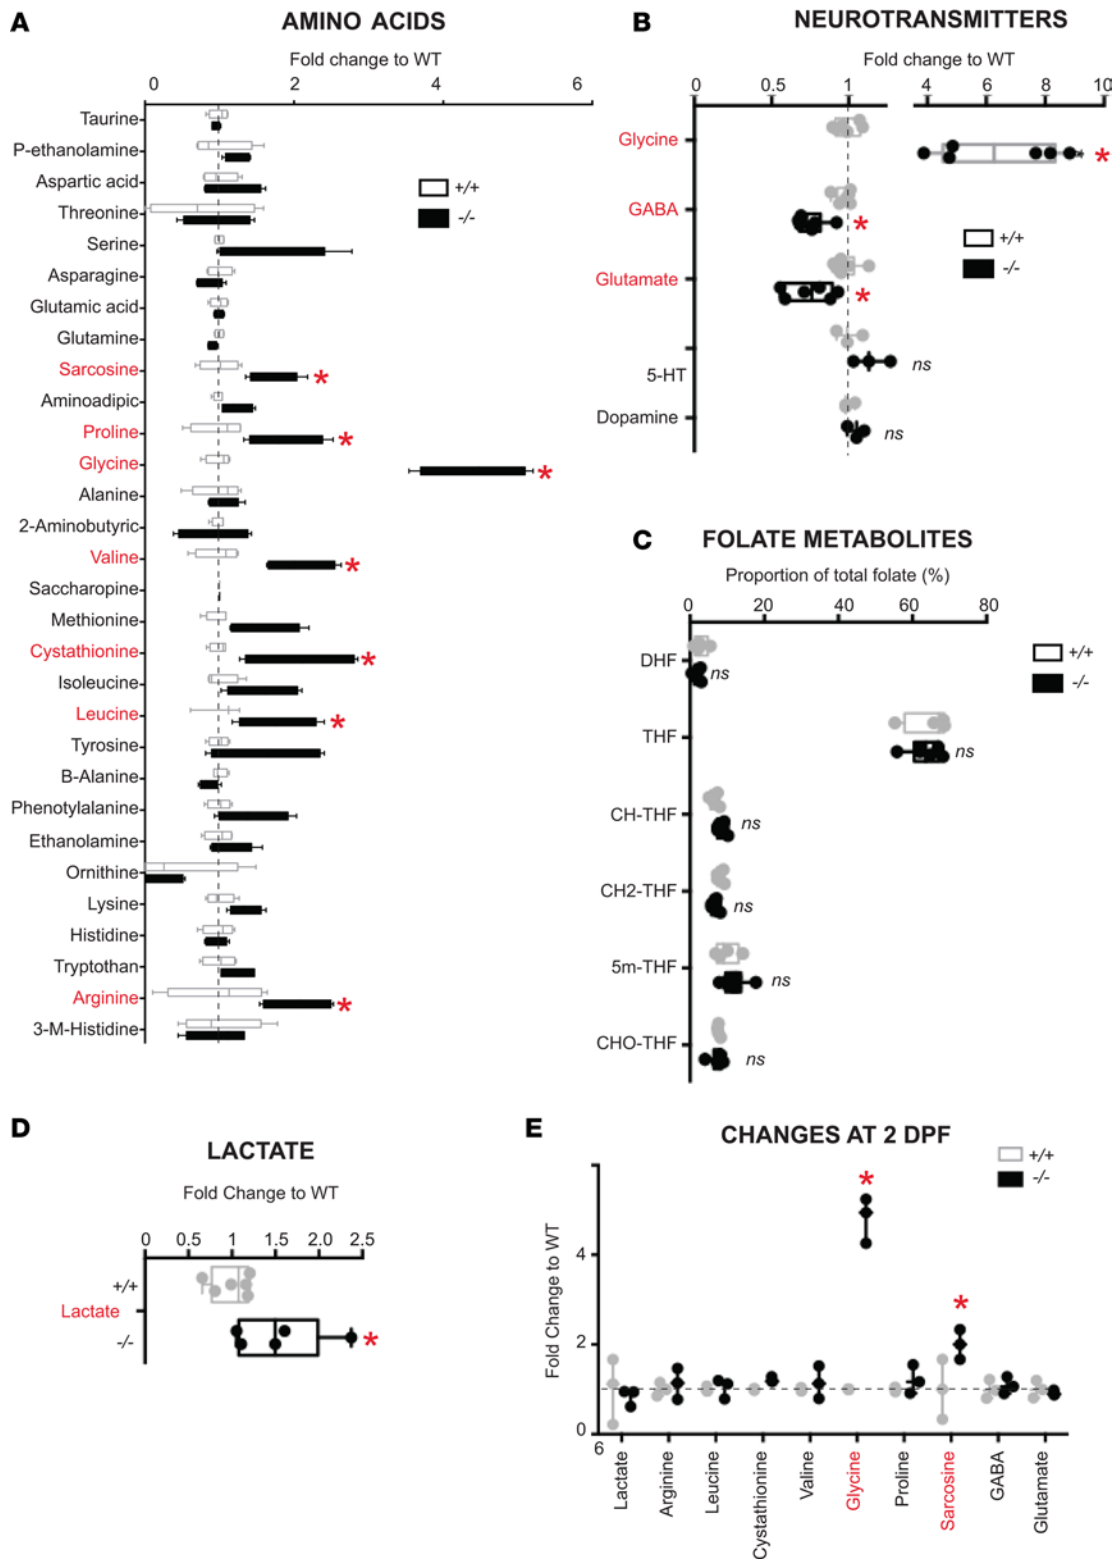 A
AMINO ACIDS
Fold change to WT
0 2 4 6
Taurine
P-ethanolamine
Aspartic acid
Threonine
Serine
Asparagine
Glutamic acid
Glutamine
Sarcosine
*
Aminoadipic
Proline
*
Glycine
*
Alanine
2-Aminobutyric
Valine
*
Saccharopine
Methionine
Cystathionine
*
Isoleucine
Leucine
*
Tyrosine
B-Alanine
Phenotylalanine
Ethanolamine
Ornithine
Lysine
Histidine
Tryptothan
Arginine
*
3-M-Histidine
+/+
-/-
B
NEUROTRANSMITTERS
Fold change to WT
0 0.5 1 4 6 8 10
Glycine
*
GABA
*
Glutamate
*
5-HT
ns
Dopamine
ns
+/+
-/-
C
FOLATE METABOLITES
Proportion of total folate (%)
0 20 40 60 80
DHF
ns
THF
ns
CH-THF
ns
CH2-THF
ns
5m-THF
ns
CHO-THF
ns
+/+
-/-
D
LACTATE
Fold Change to WT
0 0.5 1 1.5 2.0 2.5
+/+
Lactate
-/-
*
E
CHANGES AT 2 DPF
+/+
-/-
Fold Change to WT
4
2
0
6
*
*
Lactate
Arginine
Leucine
Cystathionine
Valine
Glycine
Proline
Sarcosine
GABA
Glutamate